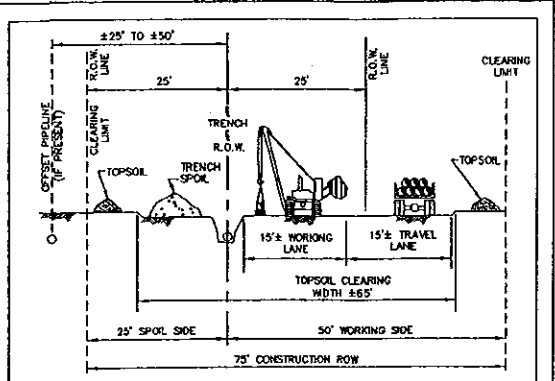 ±25' TO ±50'
25'
25'
R.O.W. LINE
R.O.W. LINE
CLEARING LIMIT
CLEARING LIMIT
OFFSET PIPELINE (IF PRESENT)
TOPSOIL
TRENCH SPOIL
TRENCH
R.O.W.
TOPSOIL
15'± WORKING LANE
15'± TRAVEL LANE
TOPSOIL CLEARING WIDTH ±65'
25' SPOIL SIDE
50' WORKING SIDE
75' CONSTRUCTION ROW